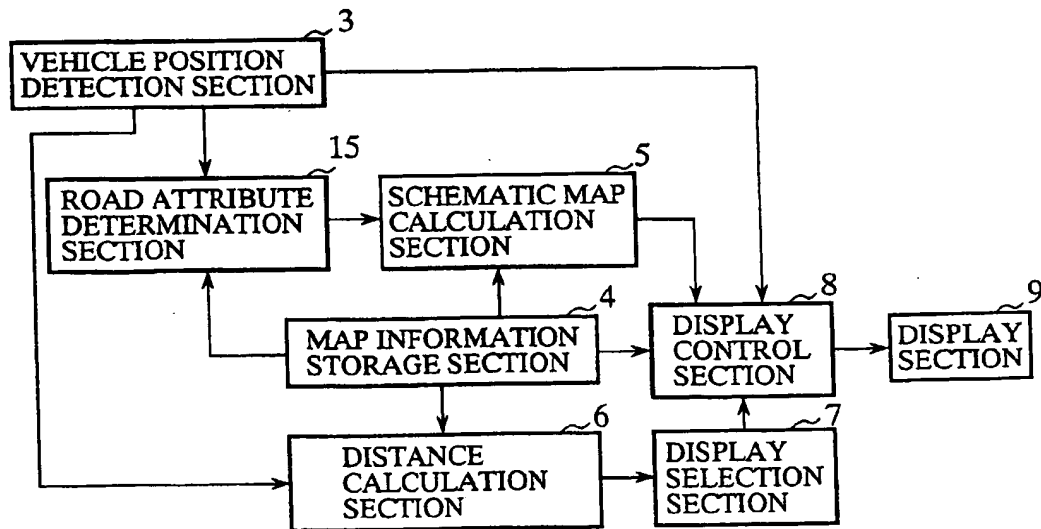 3
VEHICLE POSITION
DETECTION SECTION
15
ROAD ATTRIBUTE
DETERMINATION
SECTION
5
SCHEMATIC MAP
CALCULATION
SECTION
4
MAP INFORMATION
STORAGE SECTION
8
DISPLAY
CONTROL
SECTION
9
DISPLAY
SECTION
6
DISTANCE
CALCULATION
SECTION
7
DISPLAY
SELECTION
SECTION